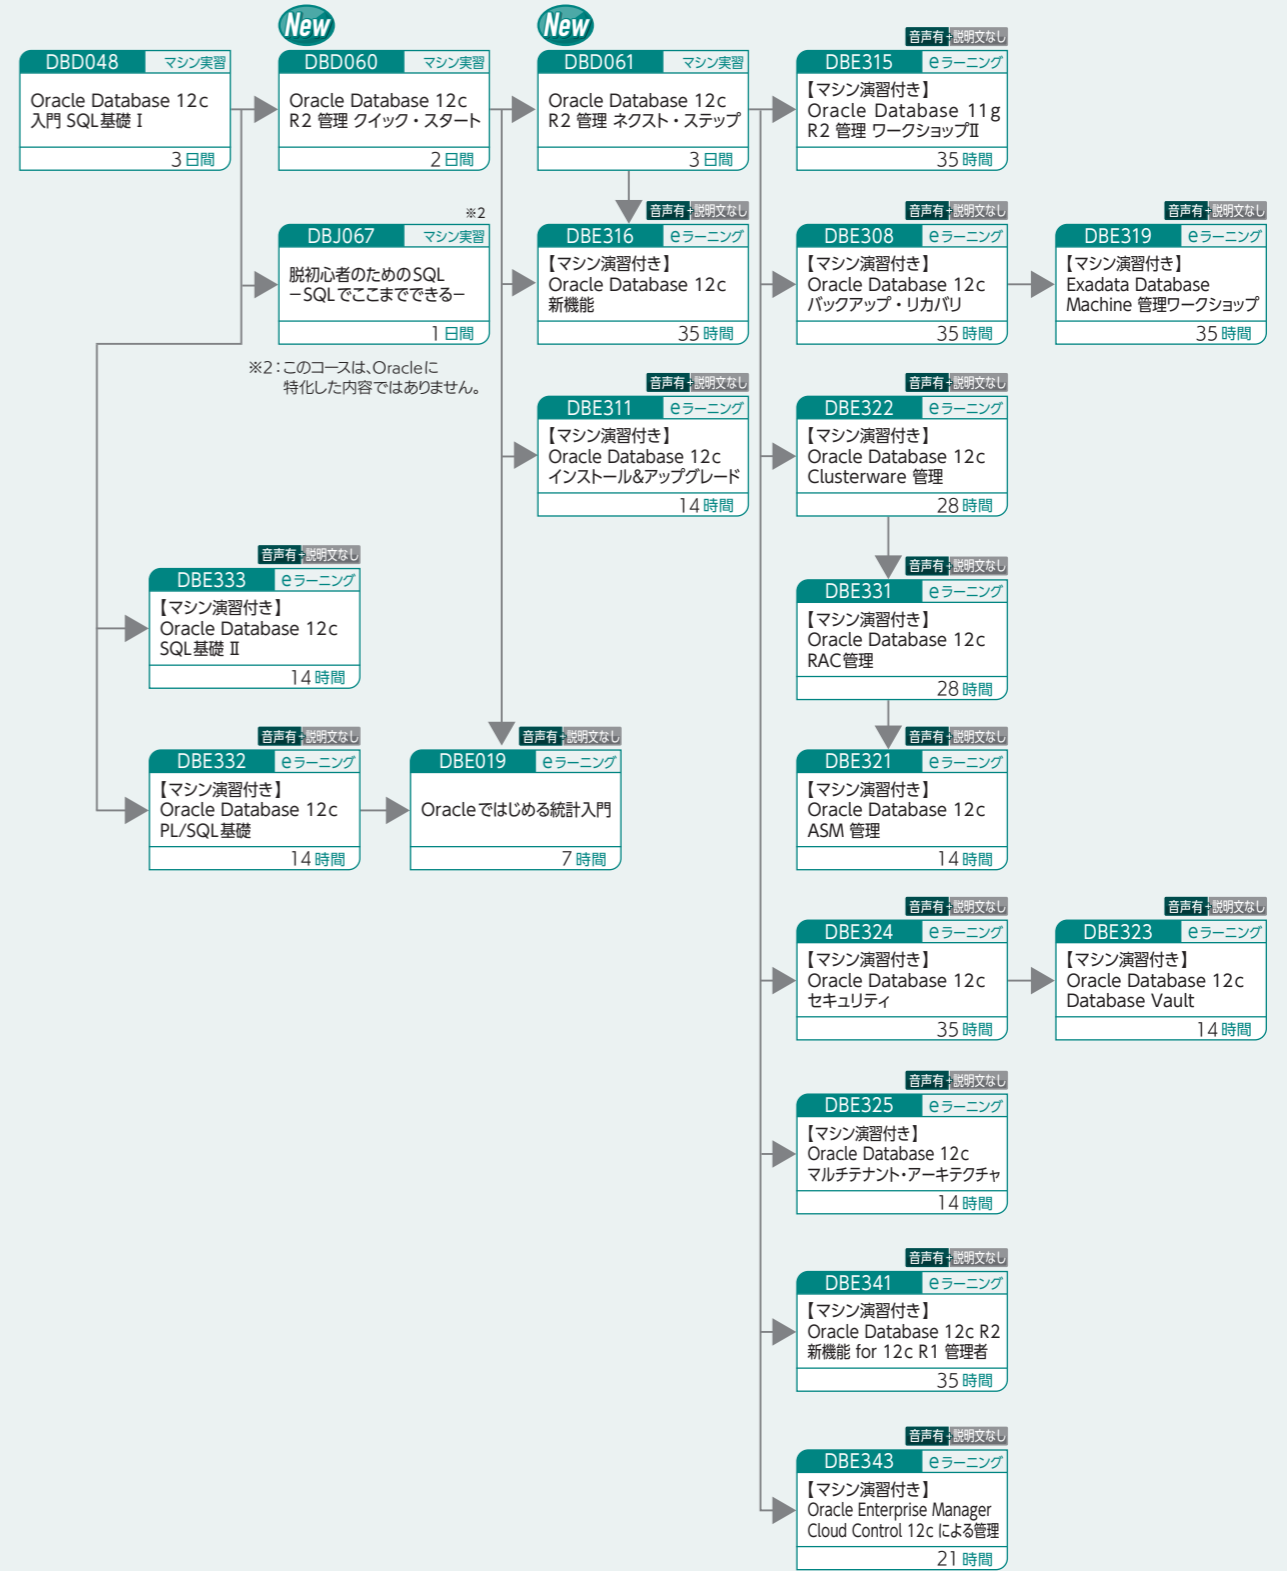 New
New
音声有+説明文なし
DBD048 マシン実習
Oracle Database 12c
入門 SQL基礎 Ⅰ
3日間
DBD060 マシン実習
Oracle Database 12c
R2 管理 クイック・スタート
2日間
DBD061 マシン実習
Oracle Database 12c
R2 管理 ネクスト・ステップ
3日間
DBE315 eラーニング
【マシン演習付き】
Oracle Database 11g
R2 管理 ワークショップⅡ
35時間
※2
DBJ067 マシン実習
脱初心者のためのSQL
－SQLでここまでできる－
1日間
※2：このコースは、Oracleに
特化した内容ではありません。
音声有+説明文なし
DBE316 eラーニング
【マシン演習付き】
Oracle Database 12c
新機能
35時間
音声有+説明文なし
DBE308 eラーニング
【マシン演習付き】
Oracle Database 12c
バックアップ・リカバリ
35時間
音声有+説明文なし
DBE319 eラーニング
【マシン演習付き】
Exadata Database
Machine 管理ワークショップ
35時間
音声有+説明文なし
DBE311 eラーニング
【マシン演習付き】
Oracle Database 12c
インストール&アップグレード
14時間
音声有+説明文なし
DBE322 eラーニング
【マシン演習付き】
Oracle Database 12c
Clusterware 管理
28時間
音声有+説明文なし
DBE333 eラーニング
【マシン演習付き】
Oracle Database 12c
SQL基礎 Ⅱ
14時間
音声有+説明文なし
DBE331 eラーニング
【マシン演習付き】
Oracle Database 12c
RAC管理
28時間
音声有+説明文なし
DBE332 eラーニング
【マシン演習付き】
Oracle Database 12c
PL/SQL基礎
14時間
音声有+説明文なし
DBE019 eラーニング
Oracleではじめる統計入門
7時間
音声有+説明文なし
DBE321 eラーニング
【マシン演習付き】
Oracle Database 12c
ASM 管理
14時間
音声有+説明文なし
DBE324 eラーニング
【マシン演習付き】
Oracle Database 12c
セキュリティ
35時間
音声有+説明文なし
DBE323 eラーニング
【マシン演習付き】
Oracle Database 12c
Database Vault
14時間
音声有+説明文なし
DBE325 eラーニング
【マシン演習付き】
Oracle Database 12c
マルチテナント・アーキテクチャ
14時間
音声有+説明文なし
DBE341 eラーニング
【マシン演習付き】
Oracle Database 12c R2
新機能 for 12c R1 管理者
35時間
音声有+説明文なし
DBE343 eラーニング
【マシン演習付き】
Oracle Enterprise Manager
Cloud Control 12c による管理
21時間